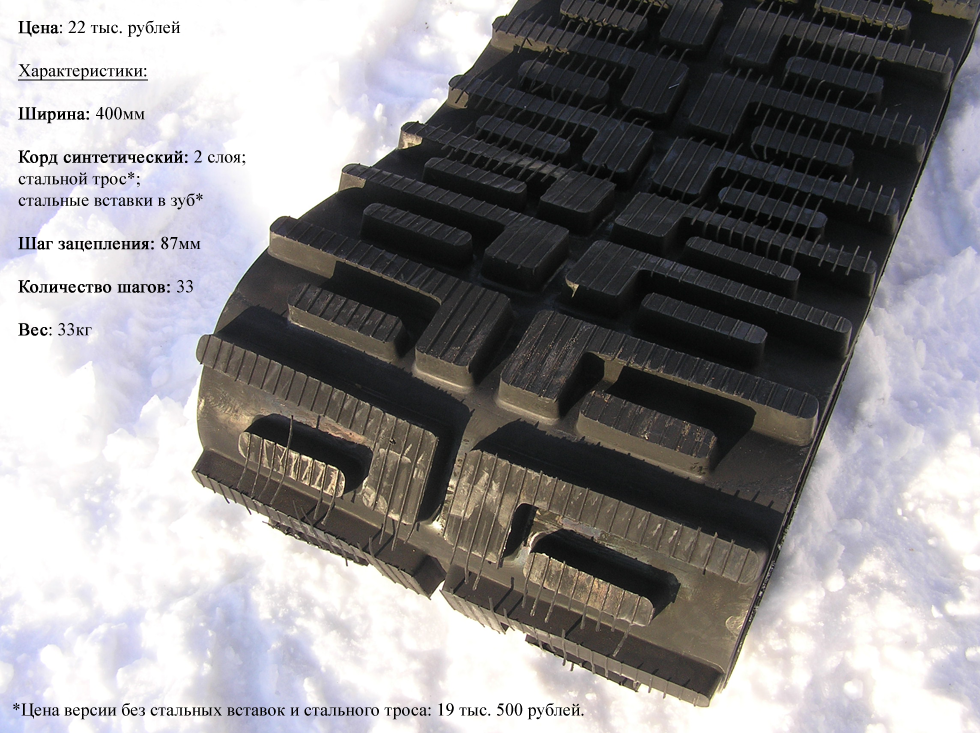 Цена: 22 тыс. рублей
Характеристики:
Ширина: 400мм
Корд синтетический: 2 слоя;
стальной трос*;
стальные вставки в зуб*
Шаг зацепления: 87мм
Количество шагов: 33
Вес: 33кг
*Цена версии без стальных вставок и стального троса: 19 тыс. 500 рублей.